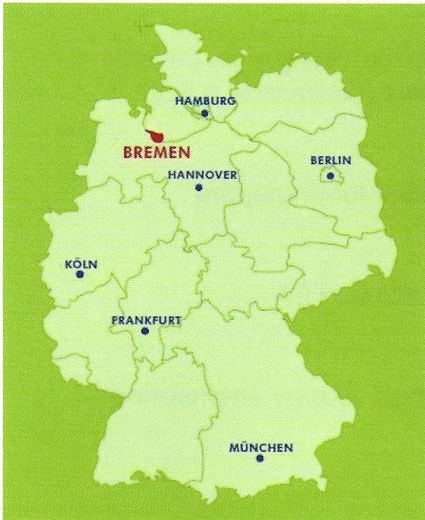 HAMBURG
BREMEN
BERLIN
HANNOVER
KÖLN
FRANKFURT
MÜNCHEN